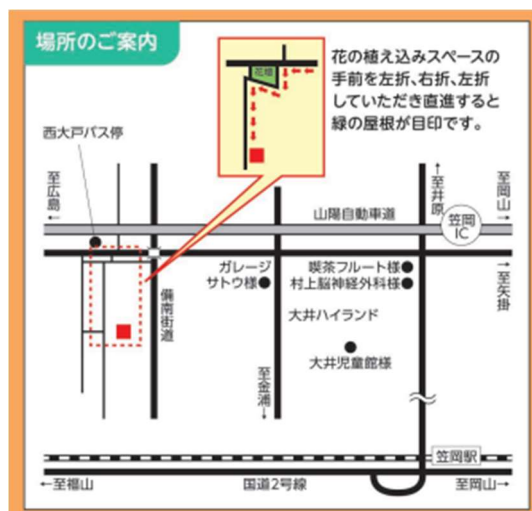 場所のご案内
花の植え込みスペースの
手前を左折、右折、左折
していただき直進すると
緑の屋根が目印です。
花壇
西大戸バス停
←至広島
山陽自動車道
←至井原
笠岡
IC
至岡山→
→至矢掛
備南街道
ガレージ
サトウ様
喫茶フルート様
村上脳神経外科様
大井ハイランド
大井児童館様
至金浦→
笠岡駅
←至福山
国道2号線
至岡山→